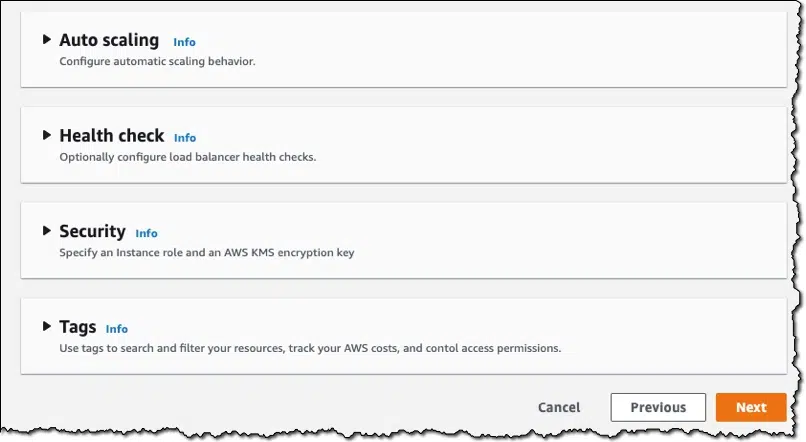 Auto scaling Info
Configure automatic scaling behavior.
Health check Info
Optionally configure load balancer health checks.
Security Info
Specify an Instance role and an AWS KMS encryption key
Tags Info
Use tags to search and filter your resources, track your AWS costs, and contol access permissions.
Cancel Previous Next